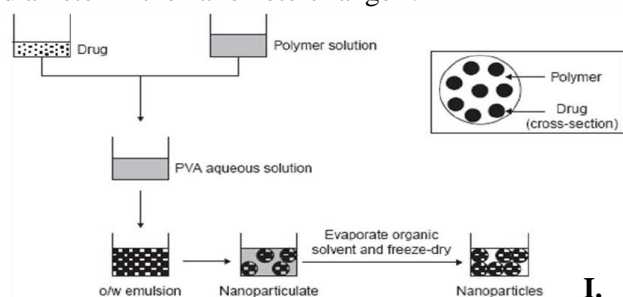 Drug
Polymer solution
Polymer
Drug
(cross-section)
PVA aqueous solution
Evaporate organic
solvent and freeze-dry
o/w emulsion
Nanoparticulate
Nanoparticles
I.